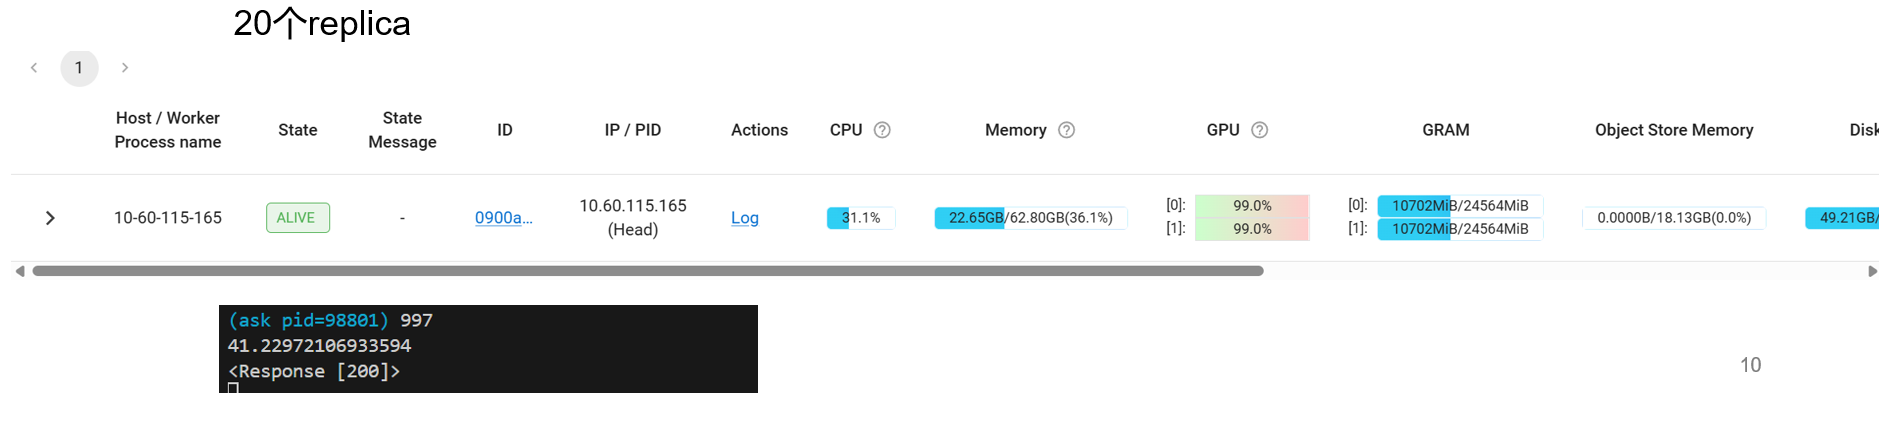 20个replica
1
Host / Worker Process name
State
State Message
ID
IP / PID
Actions
CPU
Memory
GPU
GRAM
Object Store Memory
Disk
10-60-115-165
ALIVE
-
0900a...
10.60.115.165
(Head)
Log
31.1%
22.65GB/62.80GB(36.1%)
[0]: 99.0%
[1]: 99.0%
[0]: 10702MiB/24564MiB
[1]: 10702MiB/24564MiB
0.0000B/18.13GB(0.0%)
49.21GB/
(ask pid=98801) 997
41.22972106933594
<Response [200]>
10